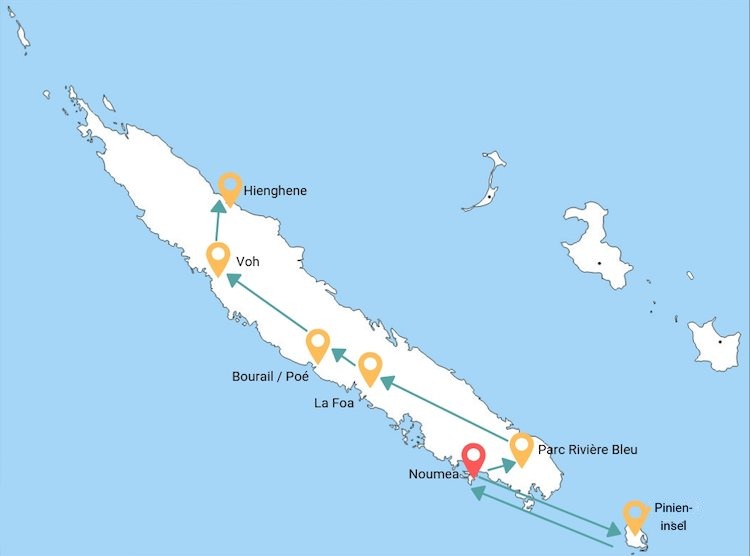 Hienghene
Voh
Bourail / Poé
La Foa
Parc Rivière Bleu
Noumea
Pinien-
insel